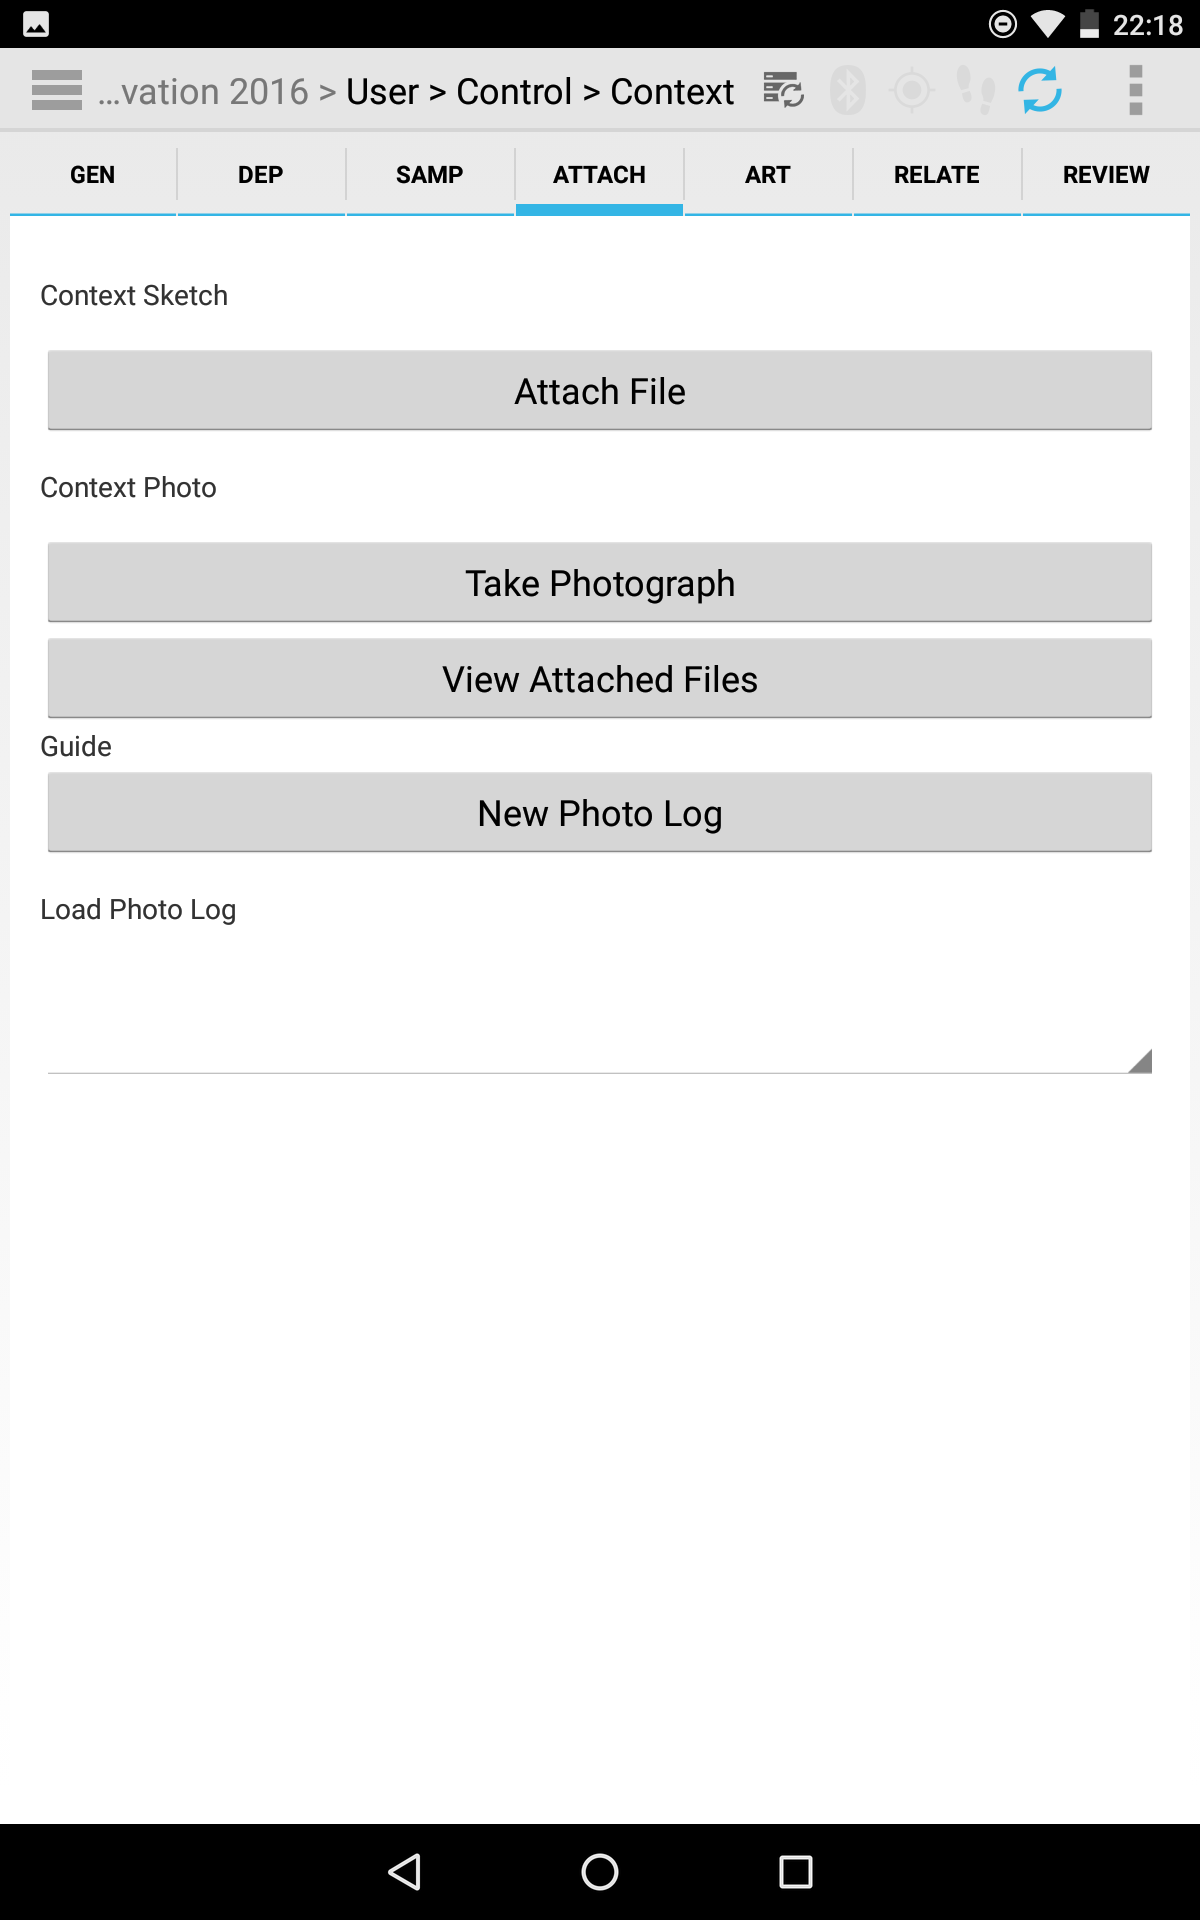 22:18
...vation 2016 > User > Control > Context
GEN DEP SAMP ATTACH ART RELATE REVIEW
Context Sketch
Attach File
Context Photo
Take Photograph
View Attached Files
Guide
New Photo Log
Load Photo Log